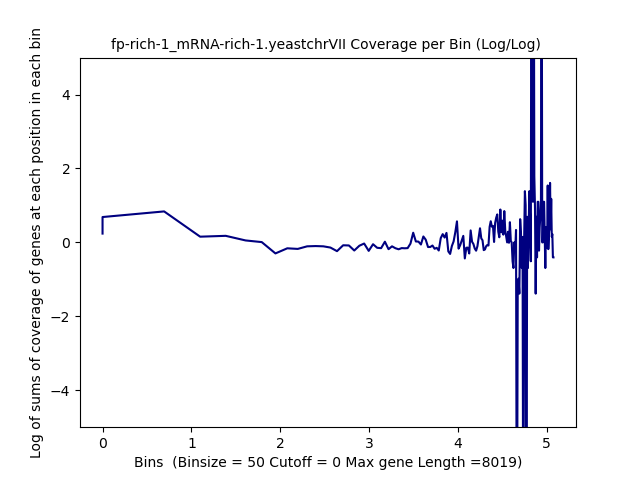 fp-rich-1_mRNA-rich-1.yeastchrVII Coverage per Bin (Log/Log)
Log of sums of coverage of genes at each position in each bin
4
2
0
−2
−4
0 1 2 3 4 5
Bins  (Binsize = 50 Cutoff = 0 Max gene Length =8019)